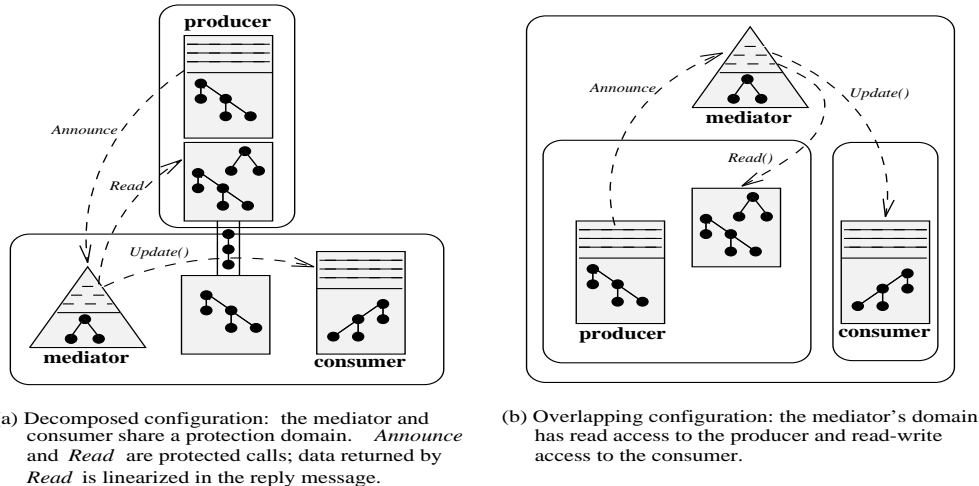 producer
Announce
Read
Update()
mediator
consumer
a) Decomposed configuration: the mediator and
consumer share a protection domain. Announce
and Read are protected calls; data returned by
Read is linearized in the reply message.
Announce
mediator
Update()
Read()
producer
consumer
(b) Overlapping configuration: the mediator's domain
has read access to the producer and read-write
access to the consumer.